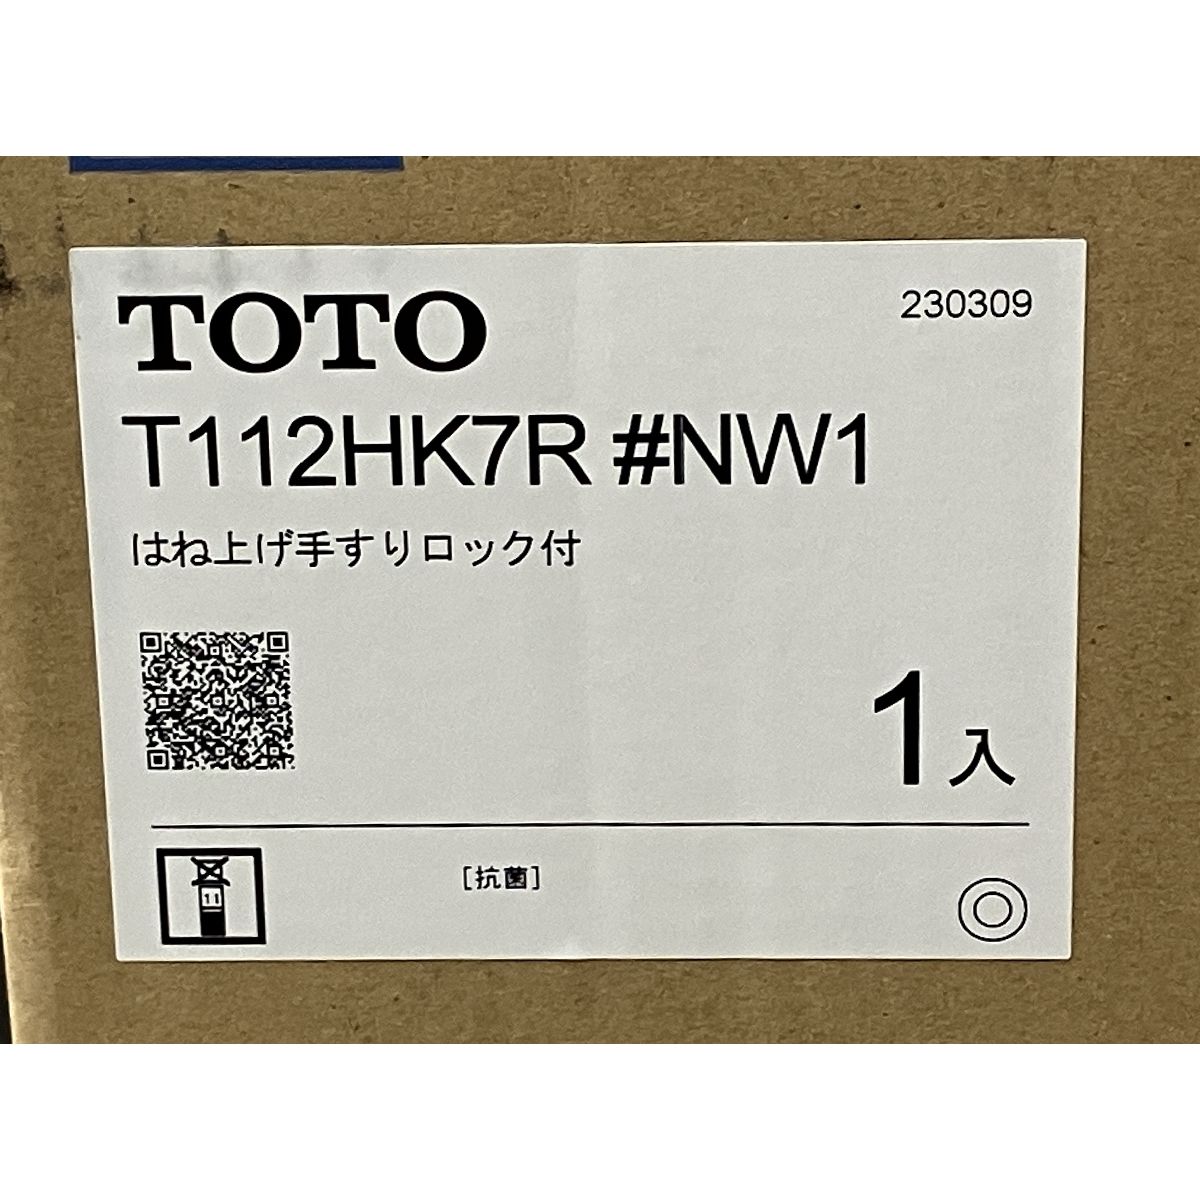 TOTO
230309
T112HK7R #NW1
はね上げ手すりロック付
1入
11
[抗菌]